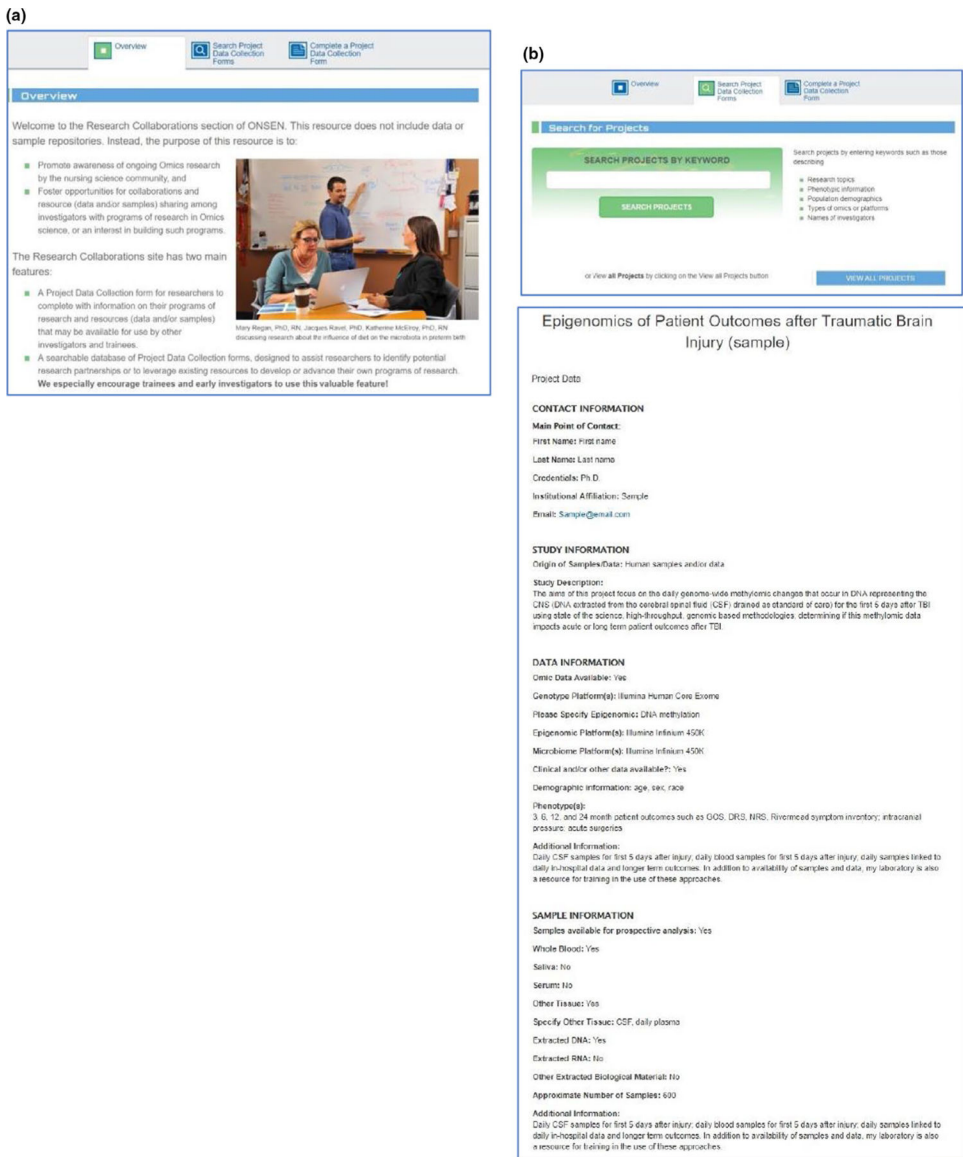 (a)
Overview
Search Project
Data Collection
Forms
Complete a Project
Data Collection
Form
Overview
Welcome to the Research Collaborations section of ONSEN. This resource does not include data or
sample repositories. Instead, the purpose of this resource is to:
Promote awareness of ongoing Omics research
by the nursing science community, and
Foster opportunities for collaborations and
resource (data and/or samples) sharing among
investigators with programs of research in Omics
science, or an interest in building such programs.
The Research Collaborations site has two main
features:
A Project Data Collection form for researchers to
complete with information on their programs of
research and resources (data and/or samples)
that may be available for use by other
investigators and trainees.
Mary Regan, PhD, RN, Jacques Ravel, PhD, Katherine McElroy, PhD, RN
discussing research about the influence of diet on the microbiota in preterm birth
A searchable database of Project Data Collection forms, designed to assist researchers to identify potential
research partnerships or to leverage existing resources to develop or advance their own programs of research.
We especially encourage trainees and early investigators to use this valuable feature!
(b)
Overview
Search Project
Data Collection
Forms
Complete a Project
Data Collection
Form
Search for Projects
SEARCH PROJECTS BY KEYWORD
SEARCH PROJECTS
Search projects by entering keywords such as those
describing
Research topics
Phenotypic information
Population demographics
Types of omics or platforms
Names of investigators
or View all Projects by clicking on the View all Projects button
VIEW ALL PROJECTS
Epigenomics of Patient Outcomes after Traumatic Brain
Injury (sample)
Project Data
CONTACT INFORMATION
Main Point of Contact:
First Name: First name
Last Name: Last name
Credentials: Ph.D.
Institutional Affiliation: Sample
Email: Sample@email.com
STUDY INFORMATION
Origin of Samples/Data: Human samples and/or data
Study Description:
The aims of this project focus on the daily genome-wide methylomic changes that occur in DNA representing the
CNS (DNA extracted from the cerebral spinal fluid (CSF) drained as standard of care) for the first 5 days after TBI
using state of the science, high-throughput, genomic based methodologies; determining if this methylomic data
impacts acute or long term patient outcomes after TBI.
DATA INFORMATION
Omic Data Available: Yes
Genotype Platform(s): Illumina Human Core Exome
Please Specify Epigenomic: DNA methylation
Epigenomic Platform(s): Illumina Infinium 450K
Microbiome Platform(s): Illumina Infinium 450K
Clinical and/or other data available?: Yes
Demographic information: age, sex, race
Phenotype(s):
3, 6, 12, and 24 month patient outcomes such as GOS, DRS, NRS, Rivermead symptom inventory; intracranial
pressure, acute surgeries
Additional Information:
Daily CSF samples for first 5 days after injury; daily blood samples for first 5 days after injury; daily samples linked to
daily in-hospital data and longer term outcomes. In addition to availability of samples and data, my laboratory is also
a resource for training in the use of these approaches.
SAMPLE INFORMATION
Samples available for prospective analysis: Yes
Whole Blood: Yes
Saliva: No
Serum: No
Other Tissue: Yes
Specify Other Tissue: CSF, daily plasma
Extracted DNA: Yes
Extracted RNA: No
Other Extracted Biological Material: No
Approximate Number of Samples: 600
Additional Information:
Daily CSF samples for first 5 days after injury; daily blood samples for first 5 days after injury; daily samples linked to
daily in-hospital data and longer term outcomes. In addition to availability of samples and data, my laboratory is also
a resource for training in the use of these approaches.